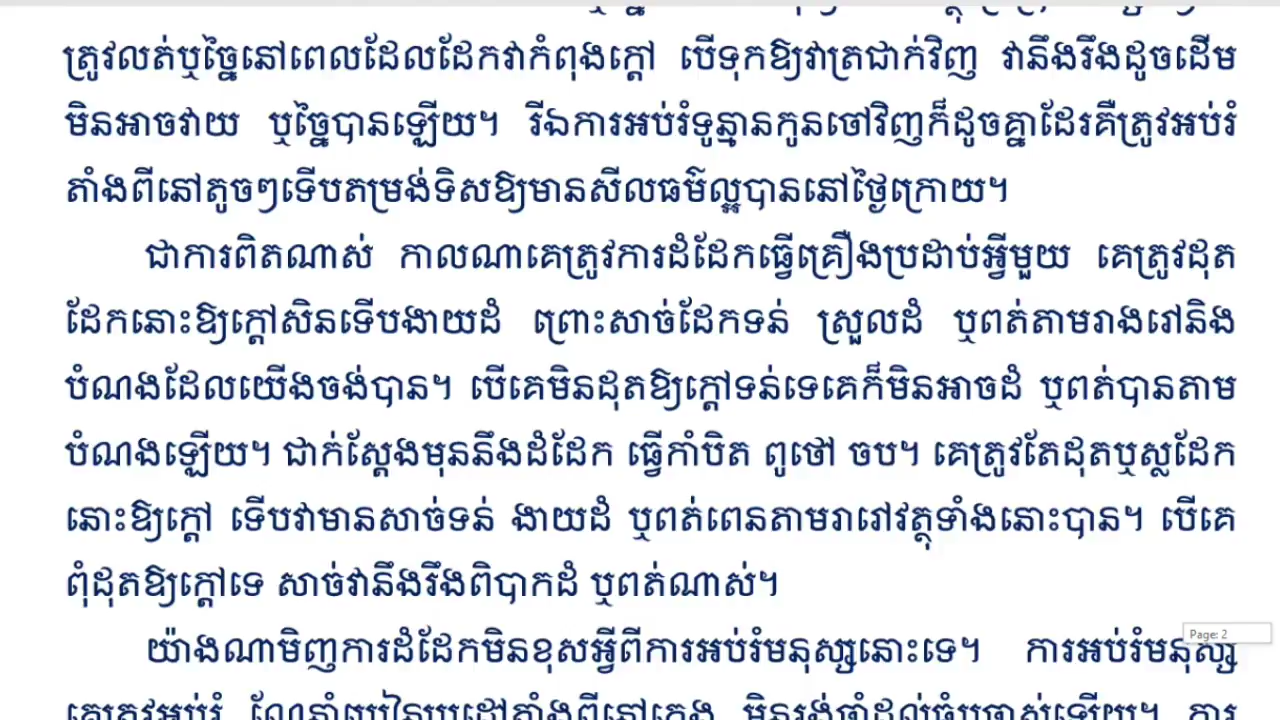 ត្រូវលត់ឬច្នៃនៅពេលដែលដែកវាកំពុងក្តៅ បើទុកឱ្យវាត្រជាក់វិញ វានឹងរឹងដូចដើម
មិនអាចវាយ ឬច្នៃបានឡើយ។ រីឯការអប់រំទូន្មានកូនចៅវិញក៏ដូចគ្នាដែរគឺត្រូវអប់រំ
តាំងពីនៅតូចៗទើបតម្រង់ទិសឱ្យមានសីលធម៌ល្អបាននៅថ្ងៃក្រោយ។
ជាការពិតណាស់ កាលណាគេត្រូវការដំដែកធ្វើគ្រឿងប្រដាប់អ្វីមួយ គេត្រូវដុត
ដែកនោះឱ្យក្តៅសិនទើបងាយដំ ព្រោះសាច់ដែកទន់ ស្រួលដំ ឬពត់តាមរាងរៅនិង
បំណងដែលយើងចង់បាន។ បើគេមិនដុតឱ្យក្តៅទន់ទេគេក៏មិនអាចដំ ឬពត់បានតាម
បំណងឡើយ។ ជាក់ស្តែងមុននឹងដំដែក ធ្វើកាំបិត ពូថៅ ចប។ គេត្រូវតែដុតឬស្លដែក
នោះឱ្យក្តៅ ទើបវាមានសាច់ទន់ ងាយដំ ឬពត់ពេនតាមរារៅវត្ថុទាំងនោះបាន។ បើគេ
ពុំដុតឱ្យក្តៅទេ សាច់វានឹងរឹងពិបាកដំ ឬពត់ណាស់។
Page: 2
យ៉ាងណាមិញការដំដែកមិនខុសអ្វីពីការអប់រំមនុស្សនោះទេ។ ការអប់រំមនុស្ស